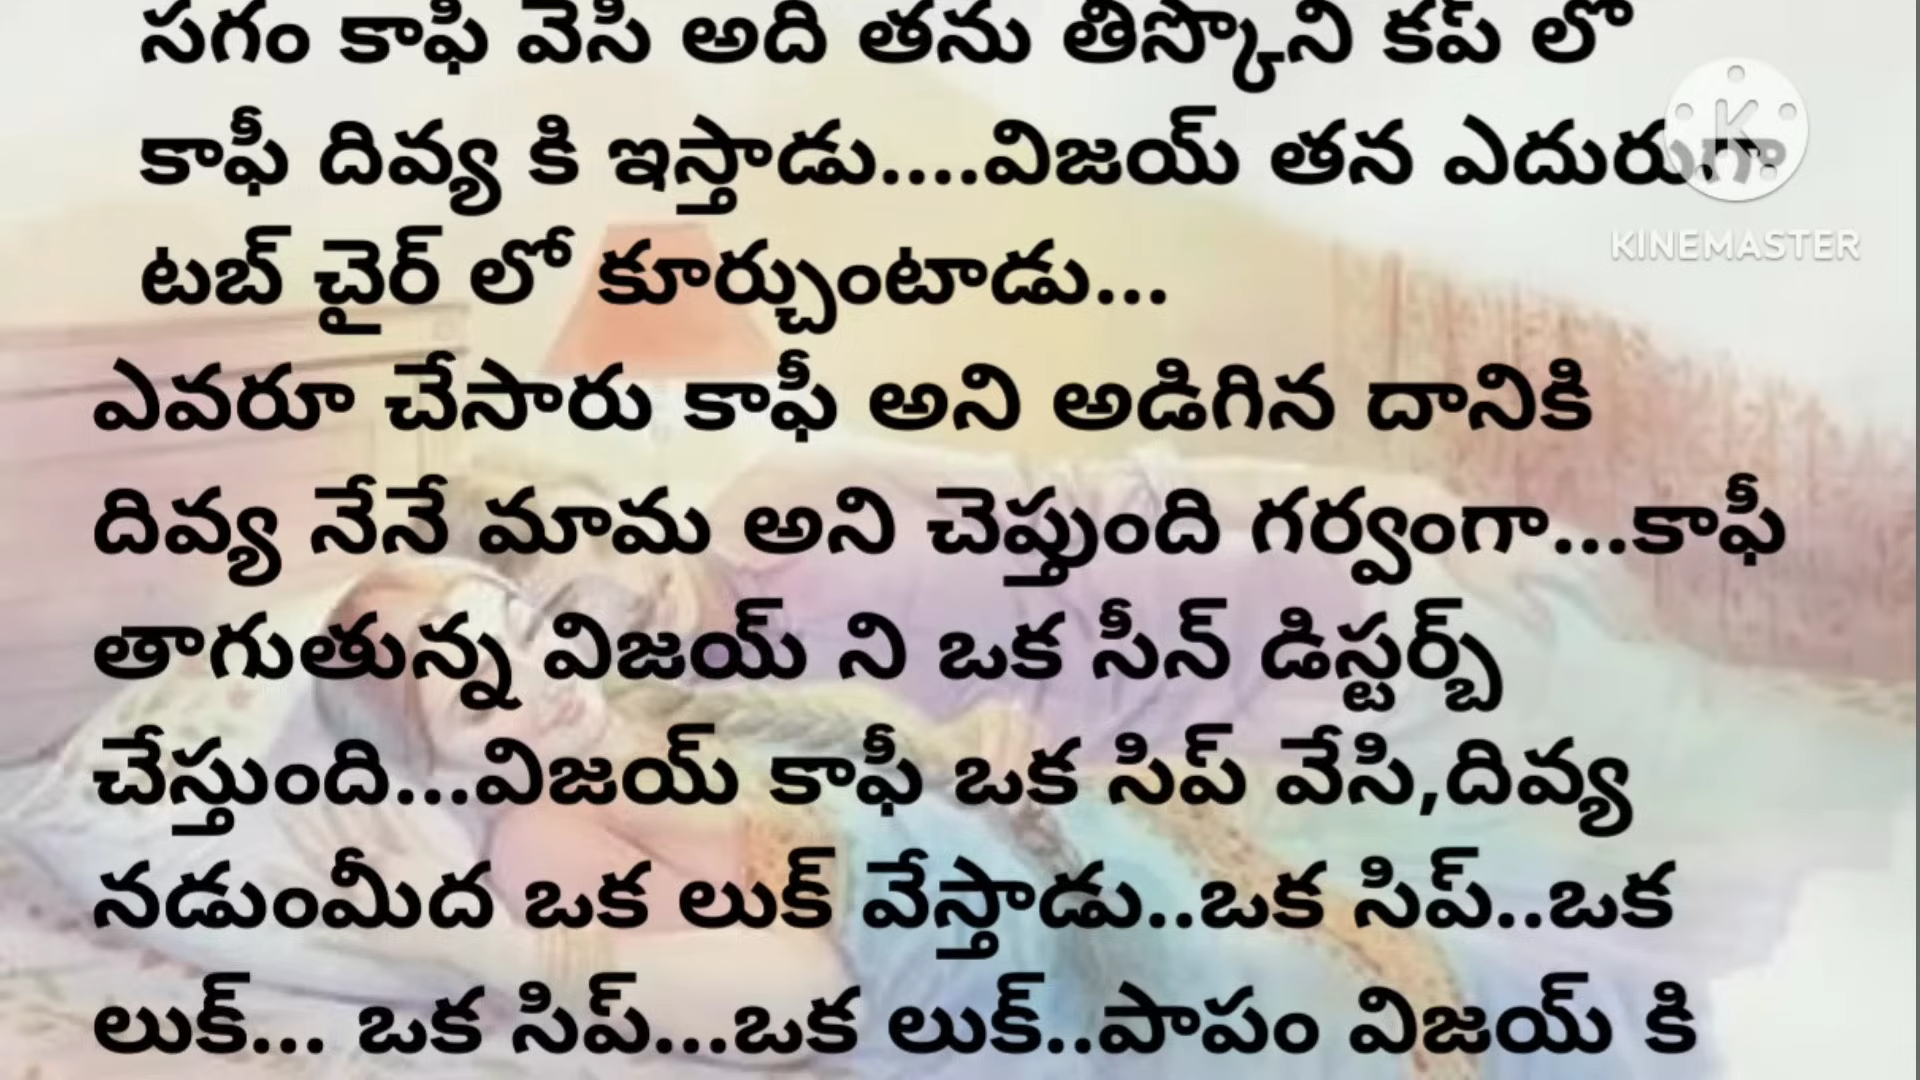 సగం కాఫీ వేసి అది తను తీస్కొని కప్ లో
కాఫీ దివ్య కి ఇస్తాడు....విజయ్ తన ఎదురుగా
టబ్ చైర్ లో కూర్చుంటాడు...
ఎవరూ చేసారు కాఫీ అని అడిగిన దానికి
దివ్య నేనే మామ అని చెప్తుంది గర్వంగా...కాఫీ
తాగుతున్న విజయ్ ని ఒక సీన్ డిస్టర్బ్
చేస్తుంది...విజయ్ కాఫీ ఒక సిప్ వేసి,దివ్య
నడుంమీద ఒక లుక్ వేస్తాడు..ఒక సిప్..ఒక
లుక్... ఒక సిప్...ఒక లుక్..పాపం విజయ్ కి
K
KINEMASTER